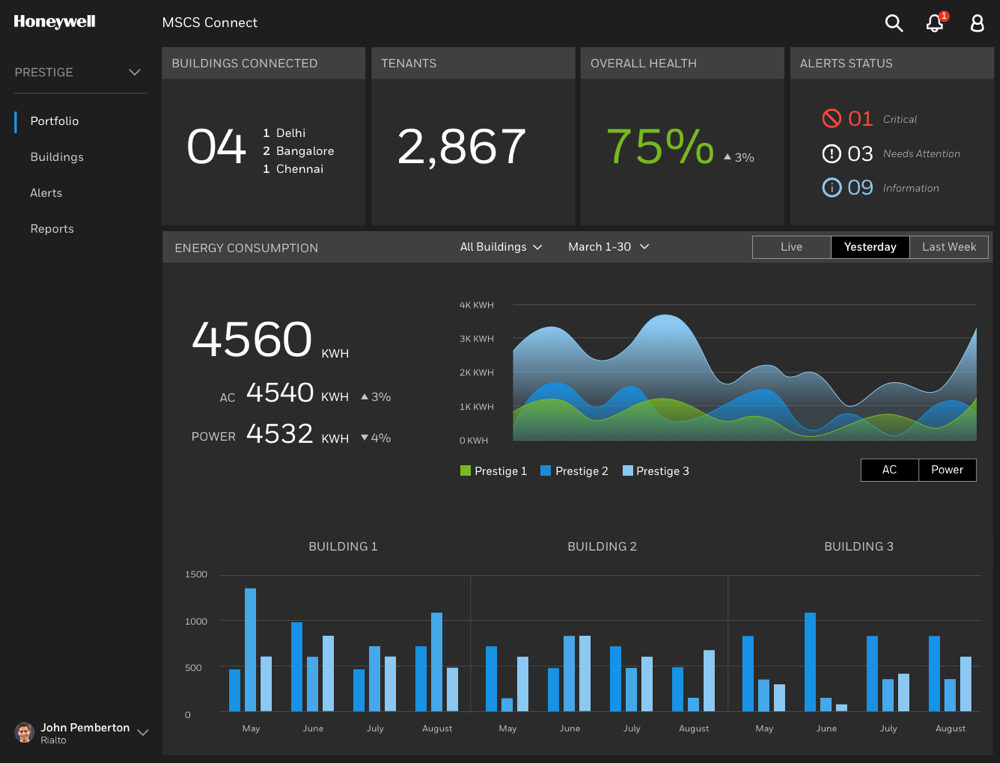 Honeywell
MSCS Connect
1
PRESTIGE
Portfolio
Buildings
Alerts
Reports
BUILDINGS CONNECTED
04
1 Delhi
2 Bangalore
1 Chennai
TENANTS
2,867
OVERALL HEALTH
75% ▲ 3%
ALERTS STATUS
01 Critical
03 Needs Attention
09 Information
ENERGY CONSUMPTION
All Buildings
March 1-30
Live
Yesterday
Last Week
4560 KWH
AC 4540 KWH ▲ 3%
POWER 4532 KWH ▼ 4%
4K KWH
3K KWH
2K KWH
1K KWH
0 KWH
Prestige 1 Prestige 2 Prestige 3
AC Power
BUILDING 1 BUILDING 2 BUILDING 3
1500
1000
500
0
May June July August May June July August May June July August
John Pemberton
Rialto